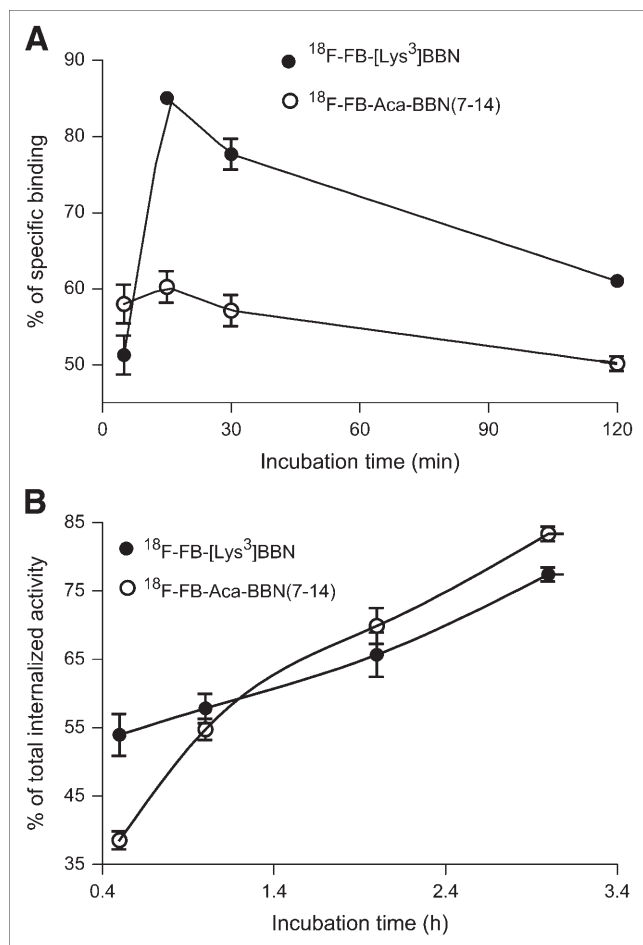 A
90
80
70
60
50
% of specific binding
¹⁸F-FB-[Lys³]BBN
¹⁸F-FB-Aca-BBN(7-14)
0 30 60 90 120
Incubation time (min)
B
85
75
65
55
45
35
% of total internalized activity
¹⁸F-FB-[Lys³]BBN
¹⁸F-FB-Aca-BBN(7-14)
0.4 1.4 2.4 3.4
Incubation time (h)